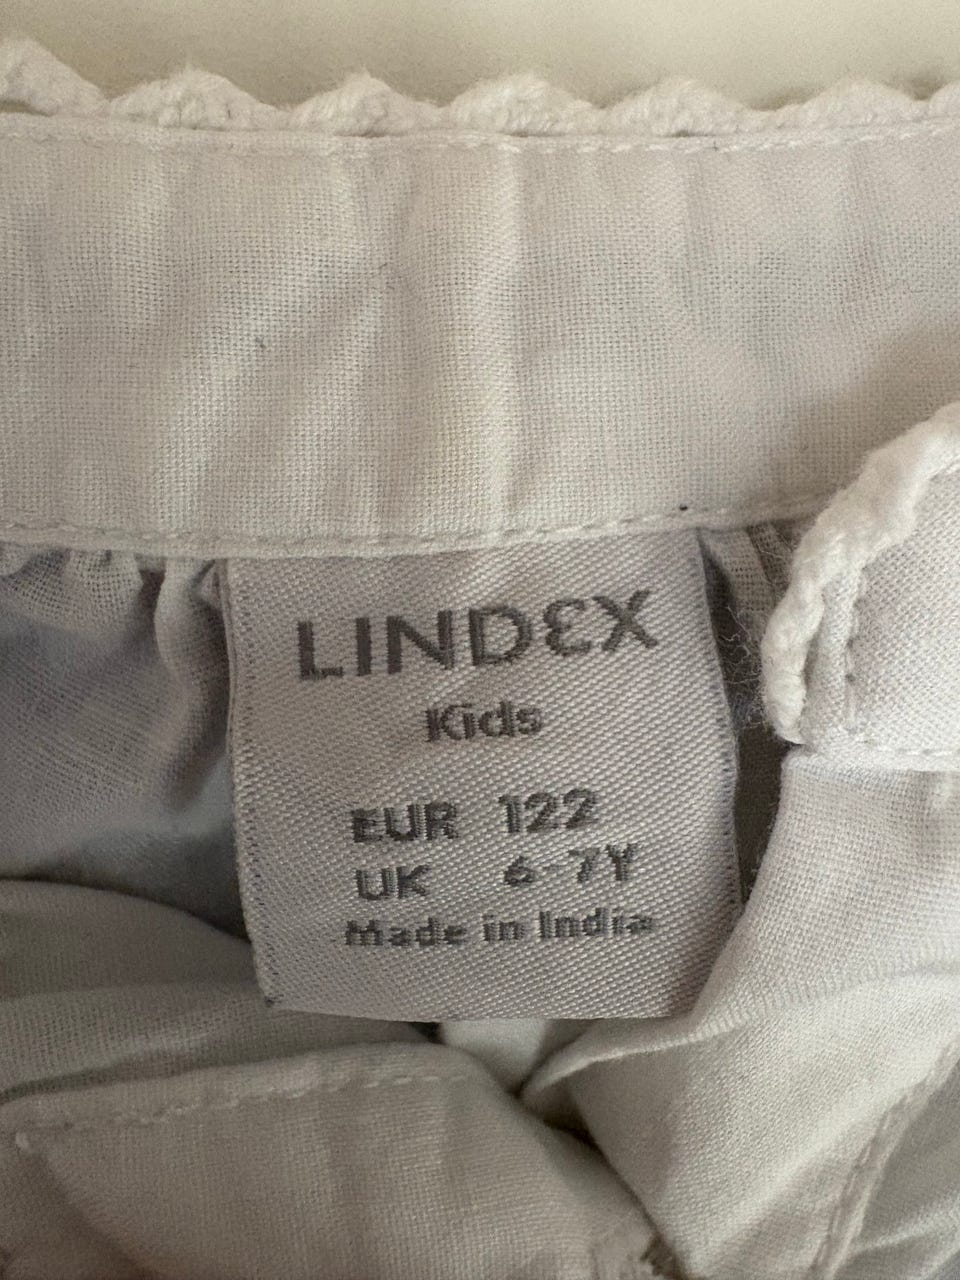 LINDEX
Kids
EUR 122
UK 6-7Y
Made in India